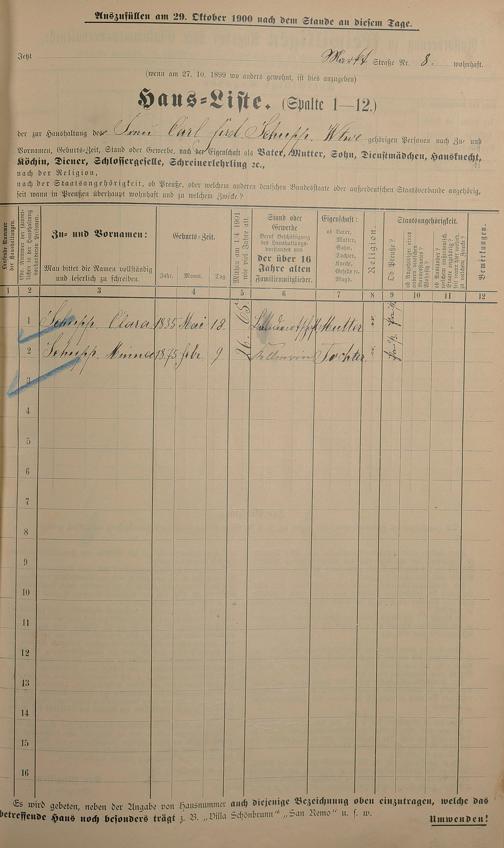 Auszufüllen am 29. Oktober 1900 nach dem Stande an diesem Tage.
Jetzt Markt Straße Nr. 8. wohnhaft.
(wenn am 27. 10. 1899 wo anders gewohnt, ist dies anzugeben)
Haus-Liste. (Spalte 1—12.)
der zur Haushaltung des Carl Schupp Wwe gehörigen Personen nach Zu- und
Vornamen, Geburts-Zeit, Stand oder Gewerbe, nach der Eigenschaft als Vater, Mutter, Sohn, Dienstmädchen, Hausknecht,
Köchin, Diener, Schlossergeselle, Schreinerlehrling ꝛc.,
nach der Religion,
nach der Staatsangehörigkeit, ob Preuße, oder welchem anderen deutschen Bundesstaate oder außerdeutschen Staatsverbande angehörig,
seit wann in Preußen überhaupt wohnhaft und zu welchem Zwecke?
Zu- und Vornamen:
Man bittet die Namen vollständig
und leserlich zu schreiben.
Geburts-Zeit.
Jahr. Monat. Tag
Stand oder
Gewerbe
der über 16
Jahre alten
Familienmitglieder.
Eigenschaft:
ob Vater,
Mutter,
Sohn,
Tochter,
Knecht,
Geselle ꝛc.
Magd.
Religion.
Staatsangehörigkeit.
Ob Preuße?
Bemerkungen.
1 2 3 4 5 6 7 8 9 10 11 12
1 Schupp Clara 1835 Mai 18 65 Mutter
2 Schupp 1875 Febr. 9 26 Tochter
3
4
5
6
7
8
9
10
11
12
13
14
15
16
Es wird gebeten, neben der Angabe von Hausnummer auch diejenige Bezeichnung oben einzutragen, welche das
betreffende Haus noch besonders trägt z. B. „Villa Schönbrunn“ „San Remo“ u. s. w.
Umwenden!